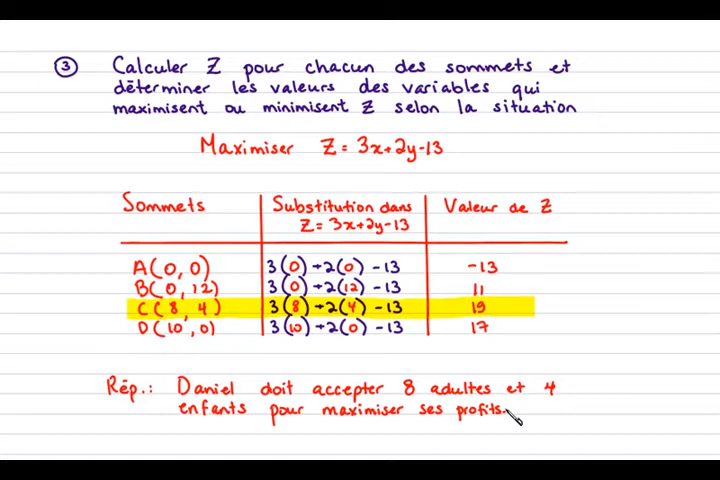 ③ Calculer Z pour chacun des sommets et
déterminer les valeurs des variables qui
maximisent ou minimisent Z selon la situation
Maximiser Z = 3x+2y-13
Sommets Substitution dans Valeur de Z
Z = 3x+2y-13
A(0,0) 3(0)+2(0)-13 -13
B(0,12) 3(0)+2(12)-13 11
C(8,4) 3(8)+2(4)-13 19
D(10,0) 3(10)+2(0)-13 17
Rép.: Daniel doit accepter 8 adultes et 4
enfants pour maximiser ses profits.